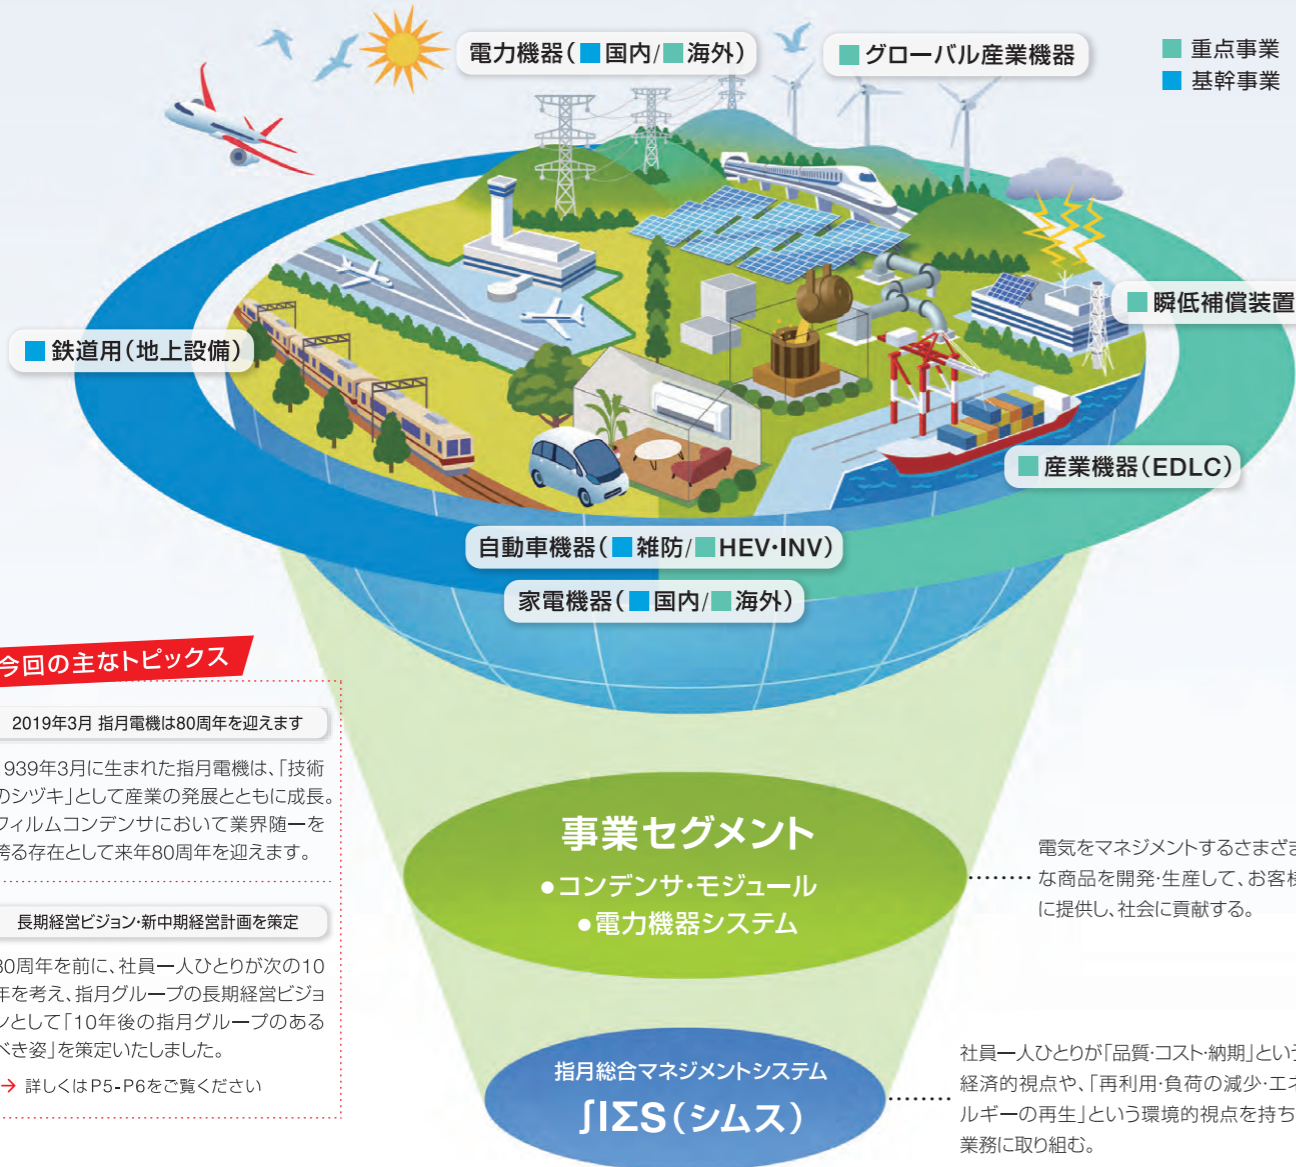 電力機器(■国内/■海外)
■グローバル産業機器
■重点事業
■基幹事業
■瞬低補償装置
■鉄道用(地上設備)
■産業機器(EDLC)
自動車機器(■雑防/■HEV・INV)
家電機器(■国内/■海外)
今回の主なトピックス
2019年3月 指月電機は80周年を迎えます
939年3月に生まれた指月電機は、「技術
のシヅキ」として産業の発展とともに成長。
フィルムコンデンサにおいて業界随一を
誇る存在として来年80周年を迎えます。
長期経営ビジョン・新中期経営計画を策定
80周年を前に、社員一人ひとりが次の10
年を考え、指月グループの長期経営ビジョ
ンとして「10年後の指月グループのある
べき姿」を策定いたしました。
→ 詳しくはP5-P6をご覧ください
事業セグメント
●コンデンサ・モジュール
●電力機器システム
電気をマネジメントするさまざま
な商品を開発・生産して、お客様
に提供し、社会に貢献する。
指月総合マネジメントシステム
∫IΣS(シムス)
社員一人ひとりが「品質・コスト・納期」という
経済的視点や、「再利用・負荷の減少・エネ
ルギーの再生」という環境的視点を持ち
業務に取り組む。